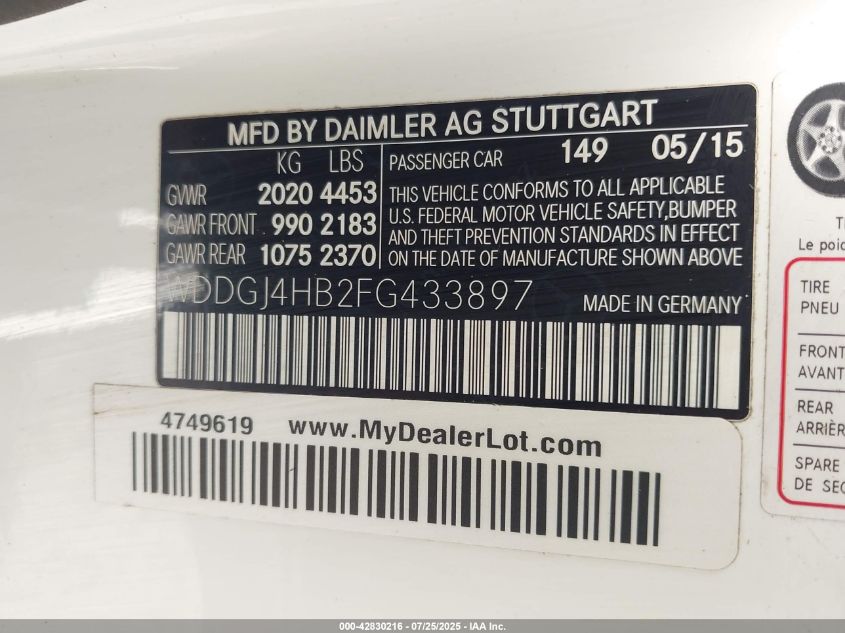 MFD BY DAIMLER AG STUTTGART
KG LBS
GVWR 2020 4453
GAWR FRONT 990 2183
GAWR REAR 1075 2370
PASSENGER CAR 149 05/15
THIS VEHICLE CONFORMS TO ALL APPLICABLE
U.S. FEDERAL MOTOR VEHICLE SAFETY,BUMPER
AND THEFT PREVENTION STANDARDS IN EFFECT
ON THE DATE OF MANUFACTURE SHOWN ABOVE
WDDGJ4HB2FG433897 MADE IN GERMANY
4749619 www.MyDealerLot.com
Le
TIRE
PNEU
FRONT
AVANT
REAR
ARRIÈR
SPARE
DE
000-42830216 - 07/25/2025 - IAA Inc.